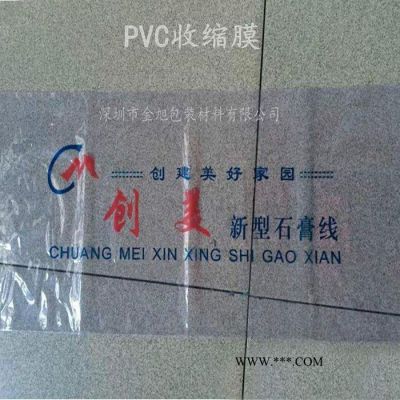 PVC收缩膜
深圳市金旭包装材料有限公司
CM
创建美好家园
创美 新型石膏线
CHUANG MEI XIN XING SHI GAO XIAN
WWW.***.COM